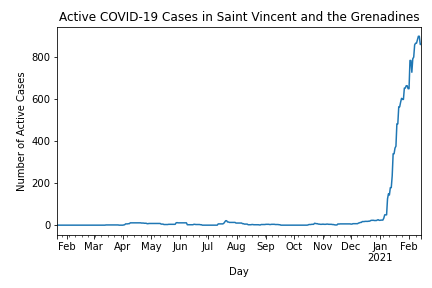 Active COVID-19 Cases in Saint Vincent and the Grenadines
Number of Active Cases
800
600
400
200
0
Feb Mar Apr May Jun Jul Aug Sep Oct Nov Dec Jan Feb
2021
Day